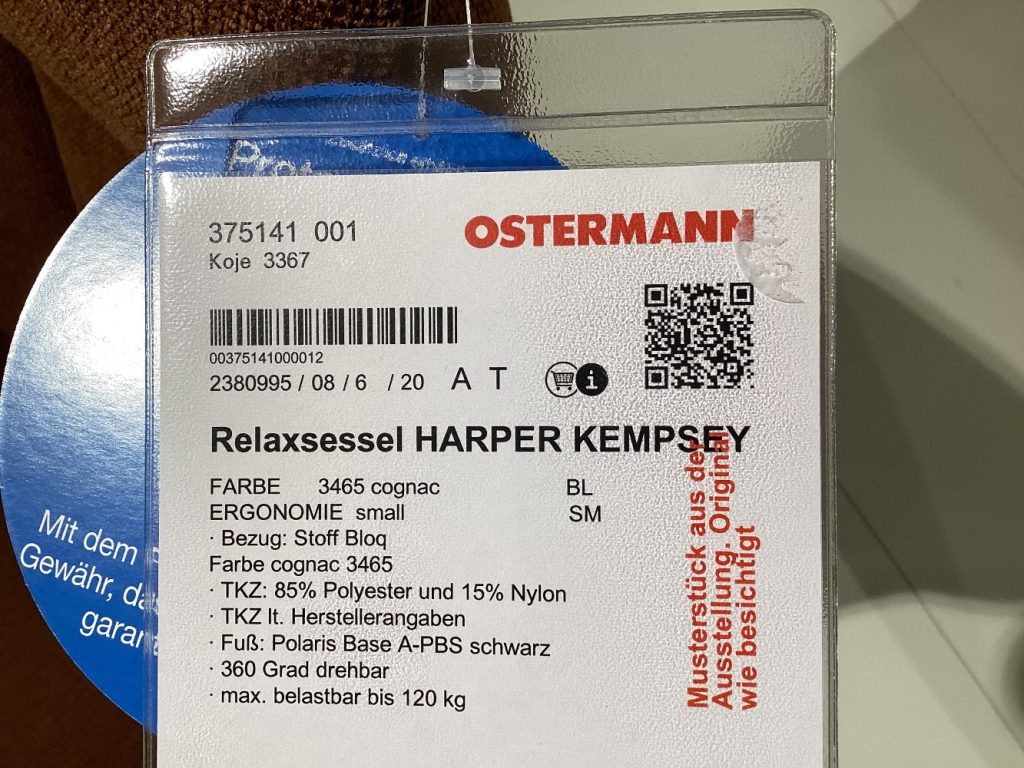 375141 001
Koje 3367
OSTERMANN
00375141000012
2380995 / 08 / 6 / 20 A T
i
Relaxsessel HARPER KEMPSEY
FARBE 3465 cognac BL
ERGONOMIE small SM
· Bezug: Stoff Bloq
Farbe cognac 3465
· TKZ: 85% Polyester und 15% Nylon
· TKZ lt. Herstellerangaben
· Fuß: Polaris Base A-PBS schwarz
· 360 Grad drehbar
· max. belastbar bis 120 kg
Musterstück aus der
Ausstellung. Original
wie besichtigt
Mit dem
Gewähr,